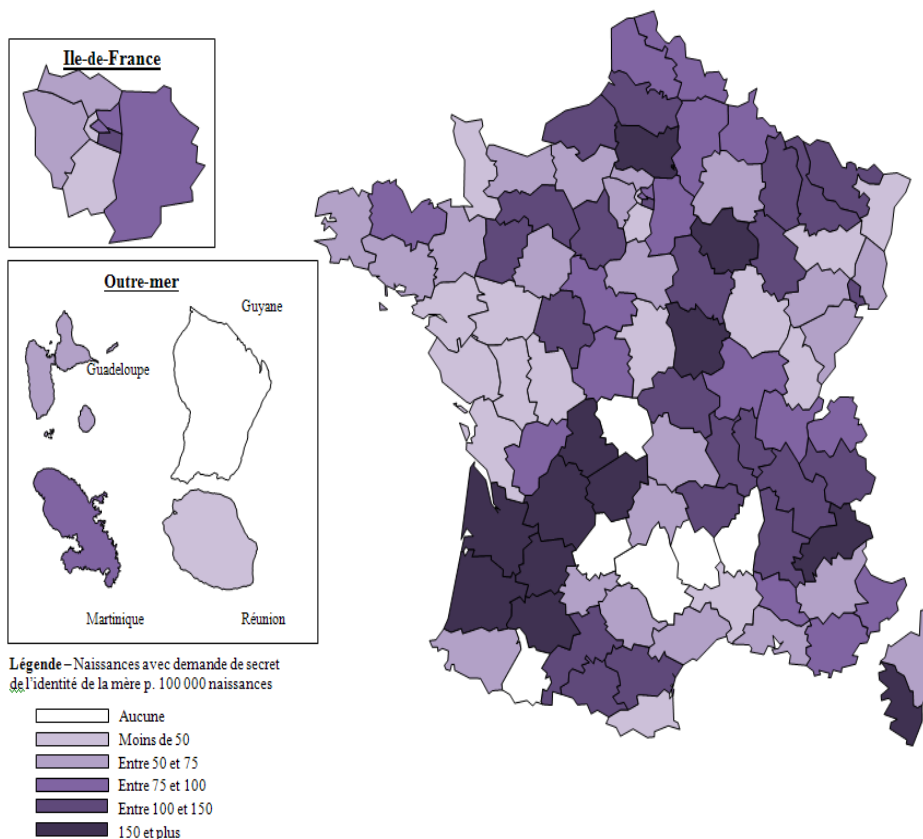 Ile-de-France
Outre-mer
Guyane
Guadeloupe
Martinique
Réunion
Légende – Naissances avec demande de secret
de l'identité de la mère p. 100 000 naissances
Aucune
Moins de 50
Entre 50 et 75
Entre 75 et 100
Entre 100 et 150
150 et plus